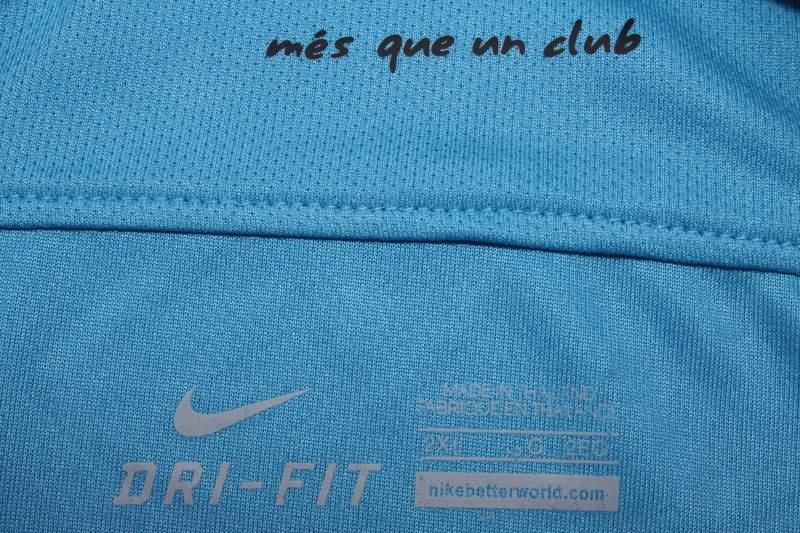 més que un club
MADE IN THAILAND
FABRIQUÉ EN THAÏLANDE
DRI-FIT
2XL
nikebetterworld.com